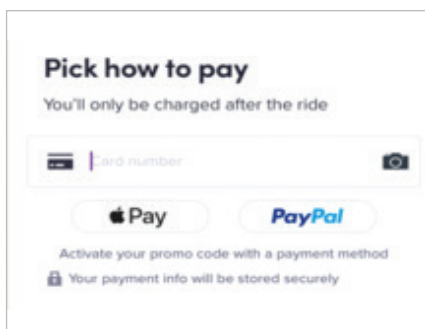 Pick how to pay
You'll only be charged after the ride
Card number
Pay
PayPal
Activate your promo code with a payment method
Your payment info will be stored securely